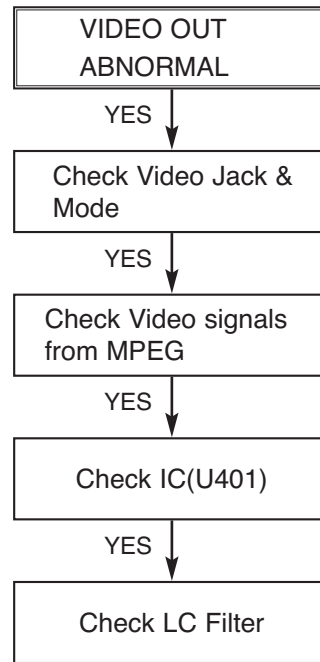 VIDEO OUT
ABNORMAL
YES
Check Video Jack &
Mode
YES
Check Video signals
from MPEG
YES
Check IC(U401)
YES
Check LC Filter